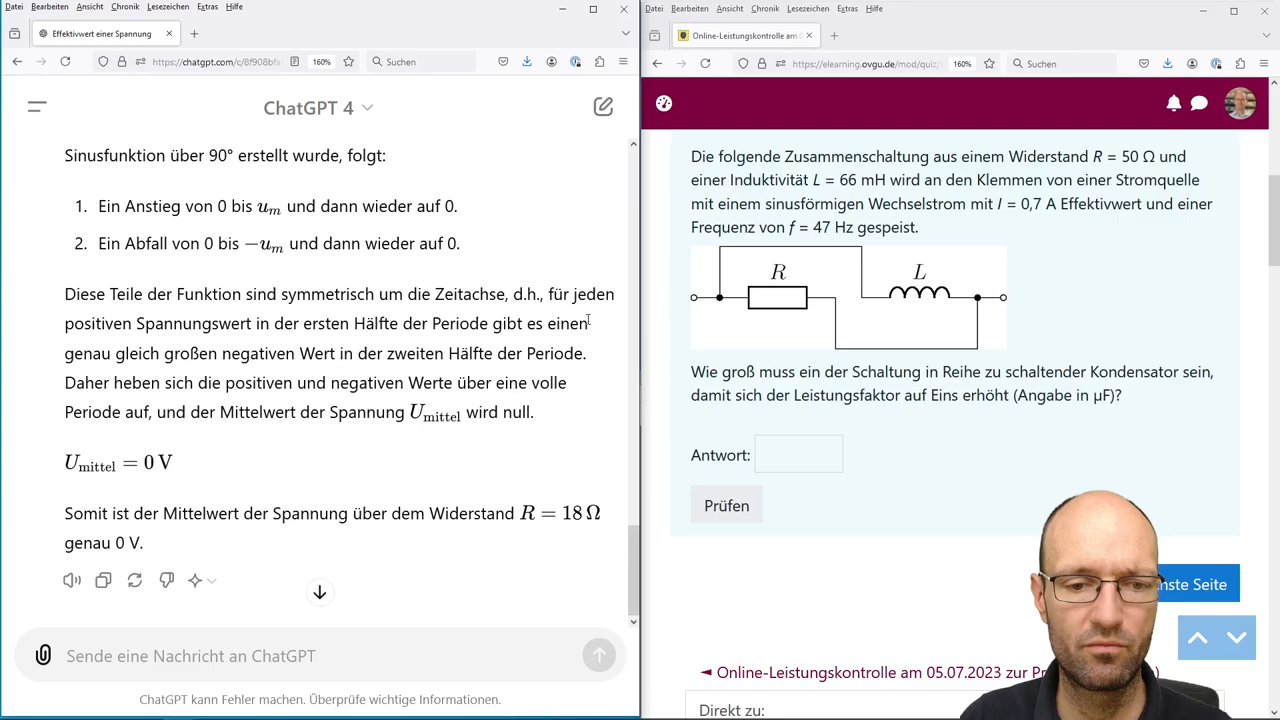 Datei Bearbeiten Ansicht Chronik Lesezeichen Extras Hilfe
Effektivwert einer Spannung
https://chatgpt.com/c/8f908bf
160%
Suchen
ChatGPT 4
Sinusfunktion über 90° erstellt wurde, folgt:
1. Ein Anstieg von 0 bis u_m und dann wieder auf 0.
2. Ein Abfall von 0 bis −u_m und dann wieder auf 0.
Diese Teile der Funktion sind symmetrisch um die Zeitachse, d.h., für jeden
positiven Spannungswert in der ersten Hälfte der Periode gibt es einen
genau gleich großen negativen Wert in der zweiten Hälfte der Periode.
Daher heben sich die positiven und negativen Werte über eine volle
Periode auf, und der Mittelwert der Spannung U_mittel wird null.
U_mittel = 0 V
Somit ist der Mittelwert der Spannung über dem Widerstand R = 18 Ω
genau 0 V.
Sende eine Nachricht an ChatGPT
ChatGPT kann Fehler machen. Überprüfe wichtige Informationen.
Datei Bearbeiten Ansicht Chronik Lesezeichen Extras Hilfe
Online-Leistungskontrolle am
https://elearning.ovgu.de/mod/quiz/
160%
Suchen
Die folgende Zusammenschaltung aus einem Widerstand R = 50 Ω und
einer Induktivität L = 66 mH wird an den Klemmen von einer Stromquelle
mit einem sinusförmigen Wechselstrom mit I = 0,7 A Effektivwert und einer
Frequenz von f = 47 Hz gespeist.
R L
Wie groß muss ein der Schaltung in Reihe zu schaltender Kondensator sein,
damit sich der Leistungsfaktor auf Eins erhöht (Angabe in µF)?
Antwort:
Prüfen
nste Seite
◄ Online-Leistungskontrolle am 05.07.2023 zur
Direkt zu: